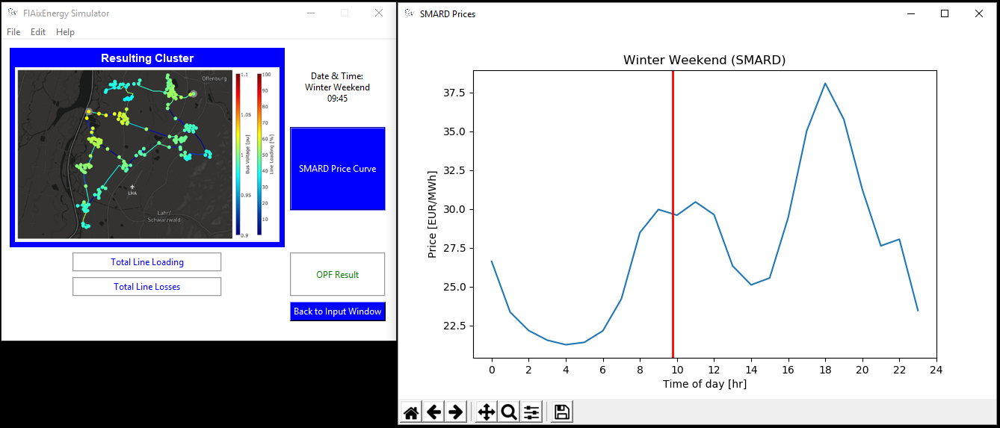 FlAixEnergy Simulator
File Edit Help
Resulting Cluster
Offenburg
LHA
Lahr/
Schwarzwald
1.1
1.05
1
0.95
0.9
Bus Voltage [pu]
100
90
80
70
60
50
40
30
20
10
Line Loading [%]
Date & Time:
Winter Weekend
09:45
SMARD Price Curve
Total Line Loading
Total Line Losses
OPF Result
Back to Input Window
SMARD Prices
Winter Weekend (SMARD)
Price [EUR/MWh]
37.5
35.0
32.5
30.0
27.5
25.0
22.5
0 2 4 6 8 10 12 14 16 18 20 22 24
Time of day [hr]